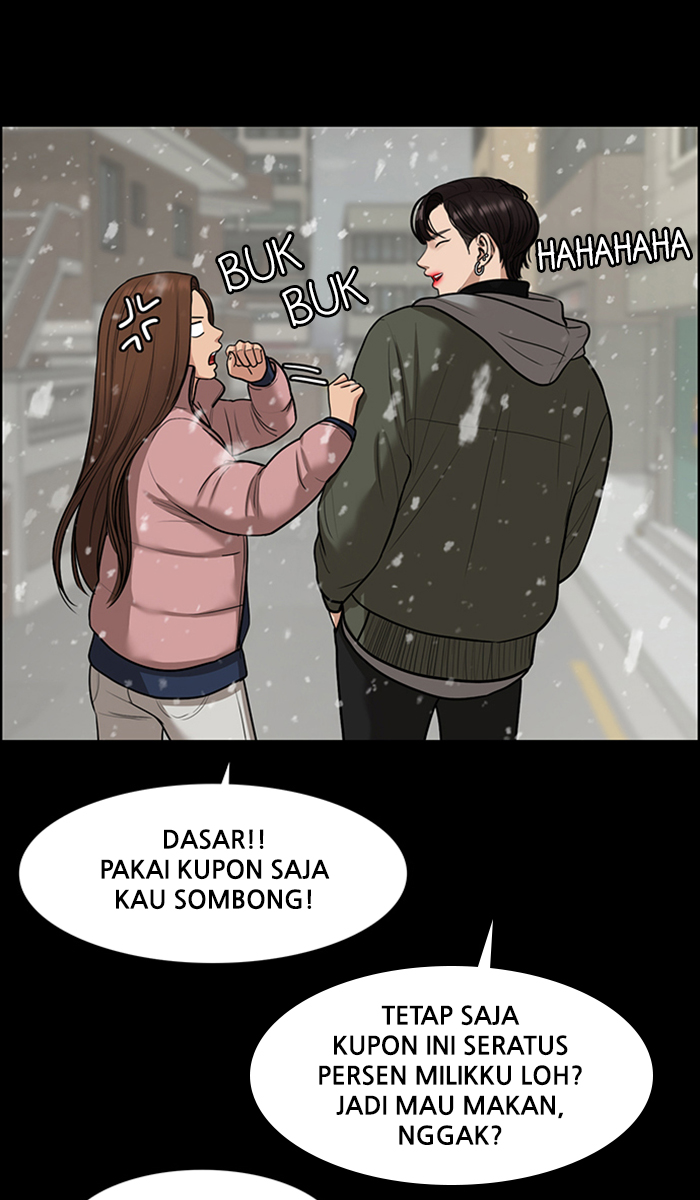 BUK
BUK
HAHAHAHA
DASAR!!
PAKAI KUPON SAJA
KAU SOMBONG!
TETAP SAJA
KUPON INI SERATUS
PERSEN MILIKKU LOH?
JADI MAU MAKAN,
NGGAK?